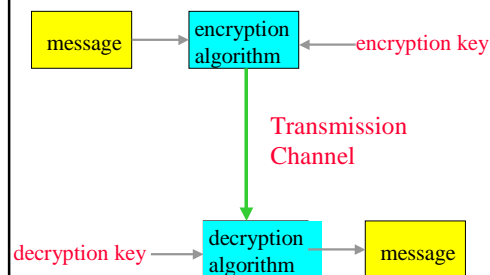 message
encryption
algorithm
encryption key
Transmission
Channel
decryption key
decryption
algorithm
message